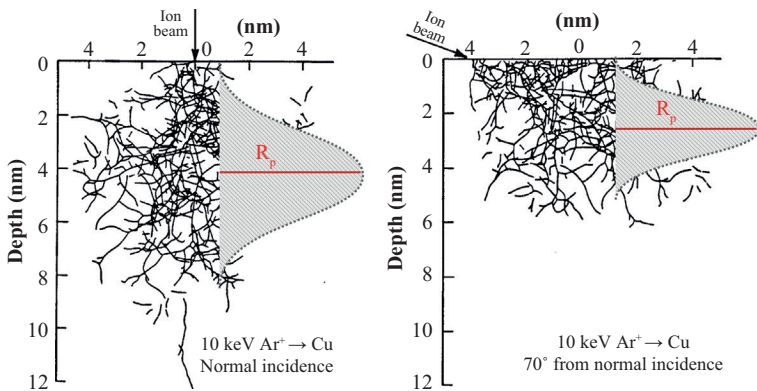 Ion
beam
(nm)
4 2 0 2 4
0
2
4
6
8
10
12
Depth (nm)
R_p
10 keV Ar⁺ → Cu
Normal incidence
Ion
beam
(nm)
4 2 0 2 4
0
2
4
6
8
10
12
Depth (nm)
R_p
10 keV Ar⁺ → Cu
70° from normal incidence